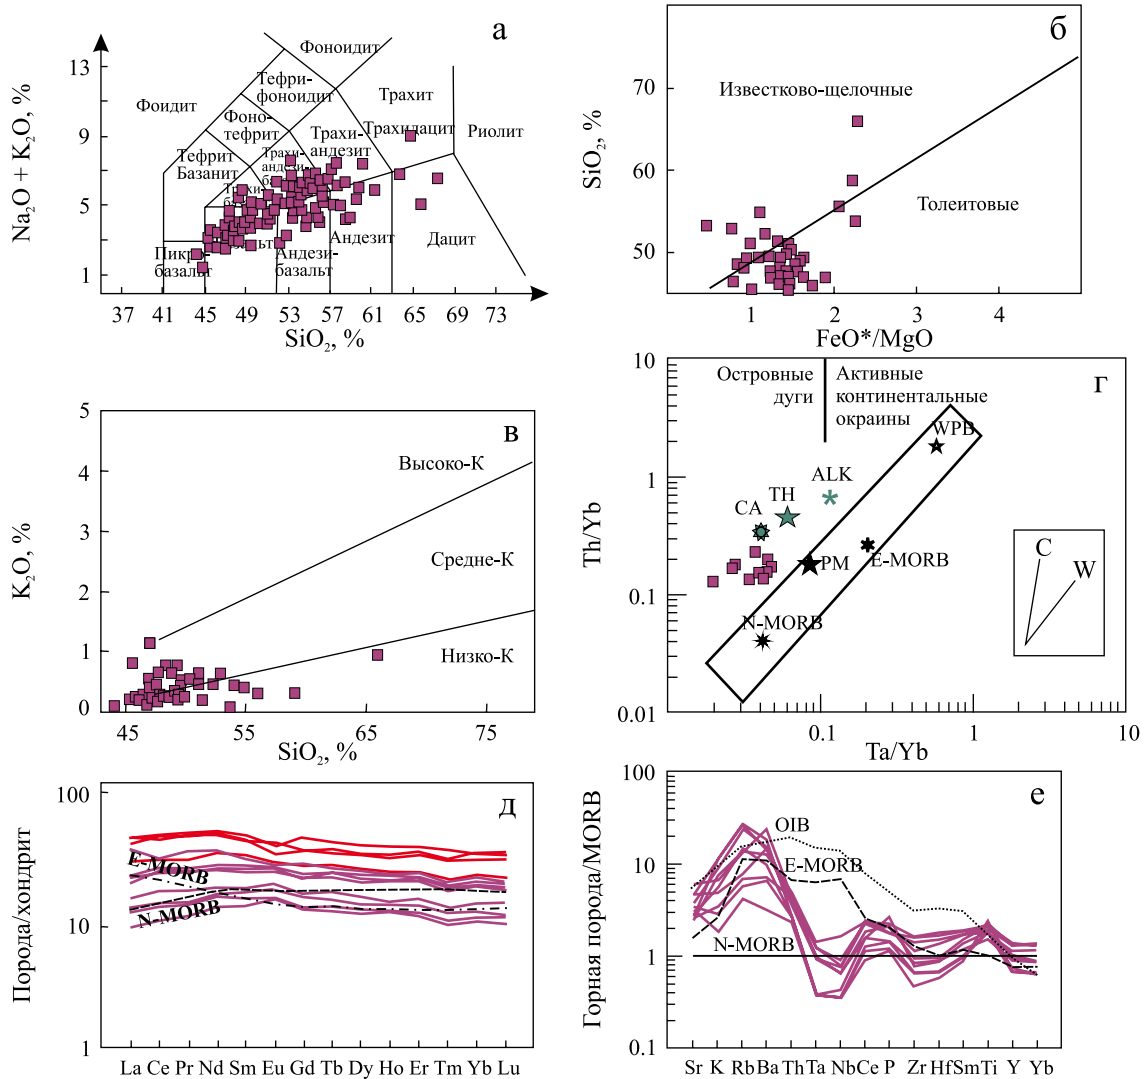 а
Na₂O + K₂O, %
13
9
5
1
Фоноидит
Тефри-
фоноидит
Фоидит
Трахит
Фоно-
тефрит
Трахи-
андезит
Трахидацит
Риолит
Тефрит
Базанит
Трахи-
Пикро-
базальт
Андези-
базальт
Андезит
Дацит
37 41 45 49 53 57 61 65 69 73
SiO₂, %
б
SiO₂, %
70
60
50
Известково-щелочные
Толеитовые
1 2 3 4
FeO*/MgO
в
K₂O, %
5
4
3
2
1
0
Высоко-К
Средне-К
Низко-К
45 55 65 75
SiO₂, %
г
Th/Yb
10
1
0.1
0.01
Островные
дуги
Активные
континентальные
окраины
WPB
ALK
TH
CA
PM
E-MORB
N-MORB
C
W
0.1 1 10
Ta/Yb
д
Порода/хондрит
100
10
1
E-MORB
N-MORB
La Ce Pr Nd Sm Eu Gd Tb Dy Ho Er Tm Yb Lu
е
Горная порода/MORB
100
10
1
0.1
OIB
E-MORB
N-MORB
Sr K Rb Ba Th Ta Nb Ce P Zr Hf Sm Ti Y Yb